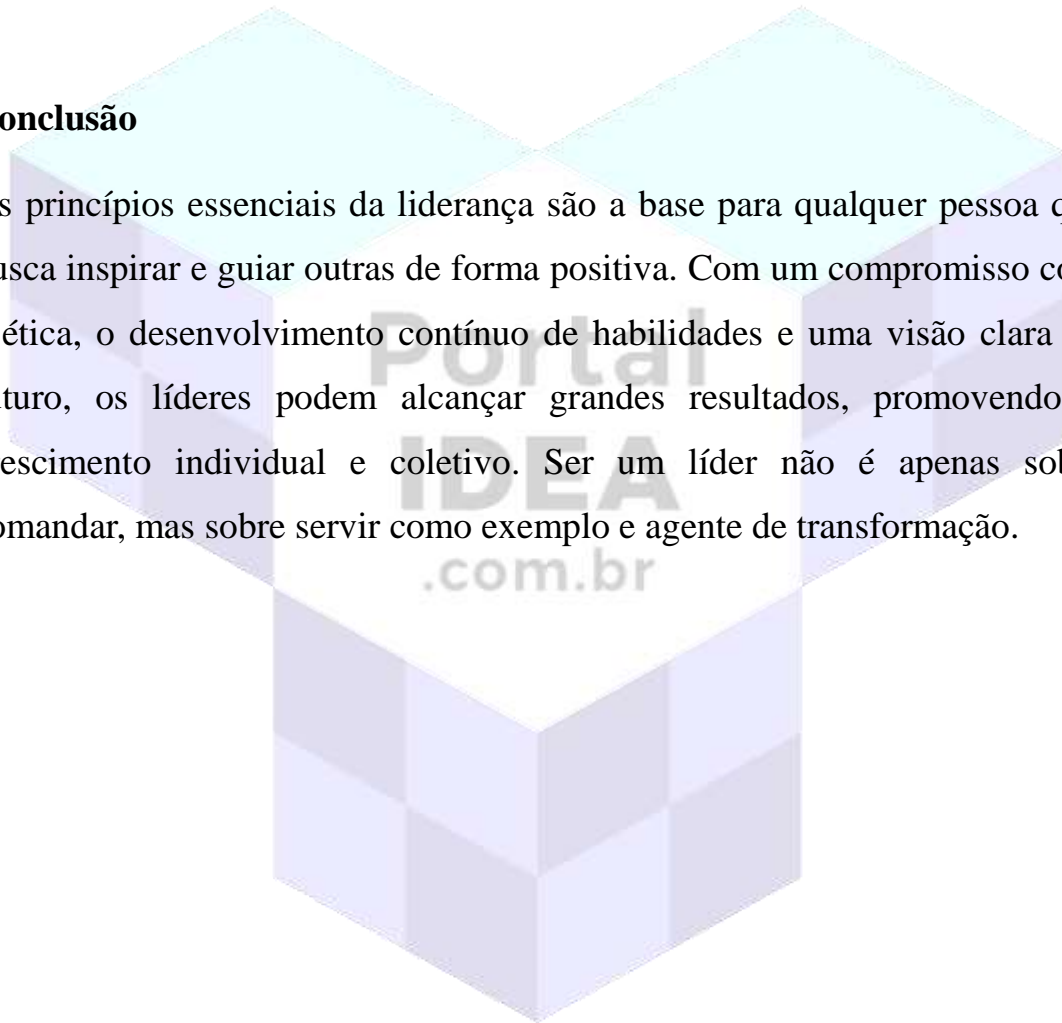 onclusão
s princípios essenciais da liderança são a base para qualquer pessoa q
usca inspirar e guiar outras de forma positiva. Com um compromisso co
ética, o desenvolvimento contínuo de habilidades e uma visão clara
turo, os líderes podem alcançar grandes resultados, promovendo
escimento individual e coletivo. Ser um líder não é apenas sob
omandar, mas sobre servir como exemplo e agente de transformação.
Portal
IDEA
.com.br